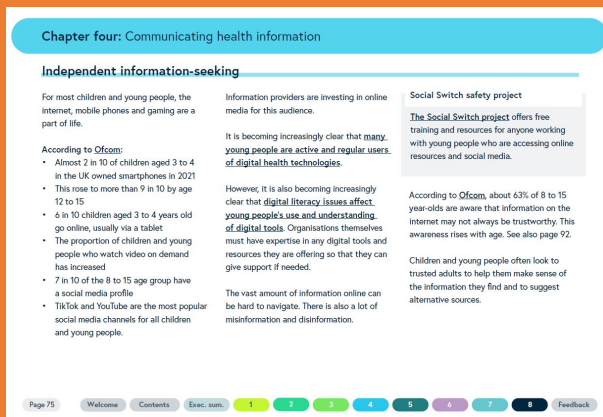 Chapter four: Communicating health information
Independent information-seeking
For most children and young people, the
internet, mobile phones and gaming are a
part of life.
According to Ofcom:
• Almost 2 in 10 of children aged 3 to 4
in the UK owned smartphones in 2021
• This rose to more than 9 in 10 by age
12 to 15
• 6 in 10 children aged 3 to 4 years old
go online, usually via a tablet
• The proportion of children and young
people who watch video on demand
has increased
• 7 in 10 of the 8 to 15 age group have
a social media profile
• TikTok and YouTube are the most popular
social media channels for all children
and young people.
Information providers are investing in online
media for this audience.
It is becoming increasingly clear that many
young people are active and regular users
of digital health technologies.
However, it is also becoming increasingly
clear that digital literacy issues affect
young people's use and understanding
of digital tools. Organisations themselves
must have expertise in any digital tools and
resources they are offering so that they can
give support if needed.
The vast amount of information online can
be hard to navigate. There is also a lot of
misinformation and disinformation.
Social Switch safety project
The Social Switch project offers free
training and resources for anyone working
with young people who are accessing online
resources and social media.
According to Ofcom, about 63% of 8 to 15
year-olds are aware that information on the
internet may not always be trustworthy. This
awareness rises with age. See also page 92.
Children and young people often look to
trusted adults to help them make sense of
the information they find and to suggest
alternative sources.
Page 75 Welcome Contents Exec. sum. 1 2 3 4 5 6 7 8 Feedback